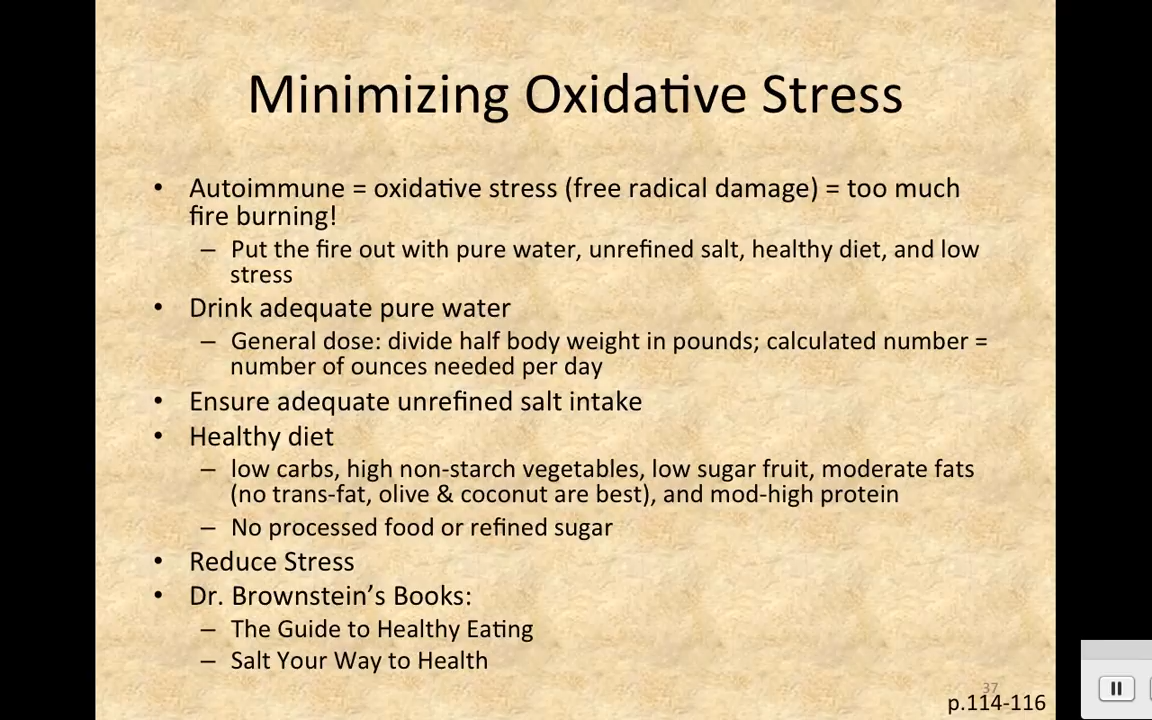 Minimizing Oxidative Stress
• Autoimmune = oxidative stress (free radical damage) = too much
fire burning!
– Put the fire out with pure water, unrefined salt, healthy diet, and low
stress
• Drink adequate pure water
– General dose: divide half body weight in pounds; calculated number =
number of ounces needed per day
• Ensure adequate unrefined salt intake
• Healthy diet
– low carbs, high non-starch vegetables, low sugar fruit, moderate fats
(no trans-fat, olive & coconut are best), and mod-high protein
– No processed food or refined sugar
• Reduce Stress
• Dr. Brownstein’s Books:
– The Guide to Healthy Eating
– Salt Your Way to Health
37
p.114-116